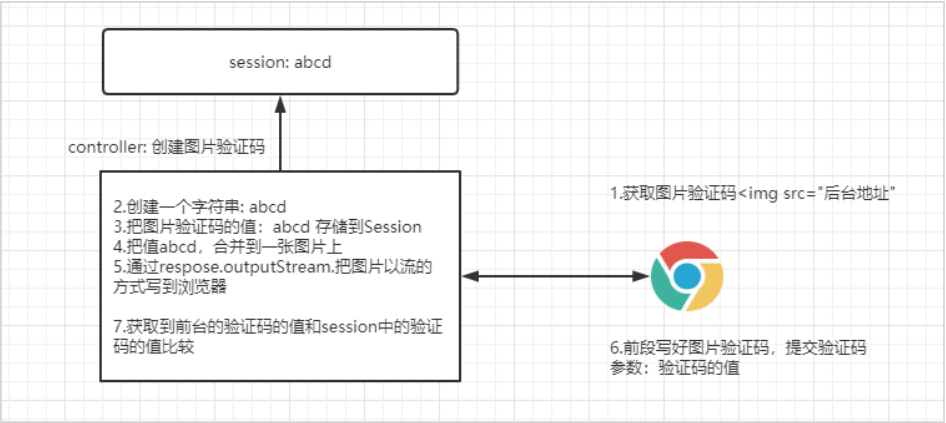 session: abcd
controller: 创建图片验证码
2.创建一个字符串: abcd
3.把图片验证码的值：abcd 存储到Session
4.把值abcd，合并到一张图片上
5.通过respose.outputStream.把图片以流的
方式写到浏览器
7.获取到前台的验证码的值和session中的验证
码的值比较
1.获取图片验证码<img src="后台地址"
6.前段写好图片验证码，提交验证码
参数：验证码的值